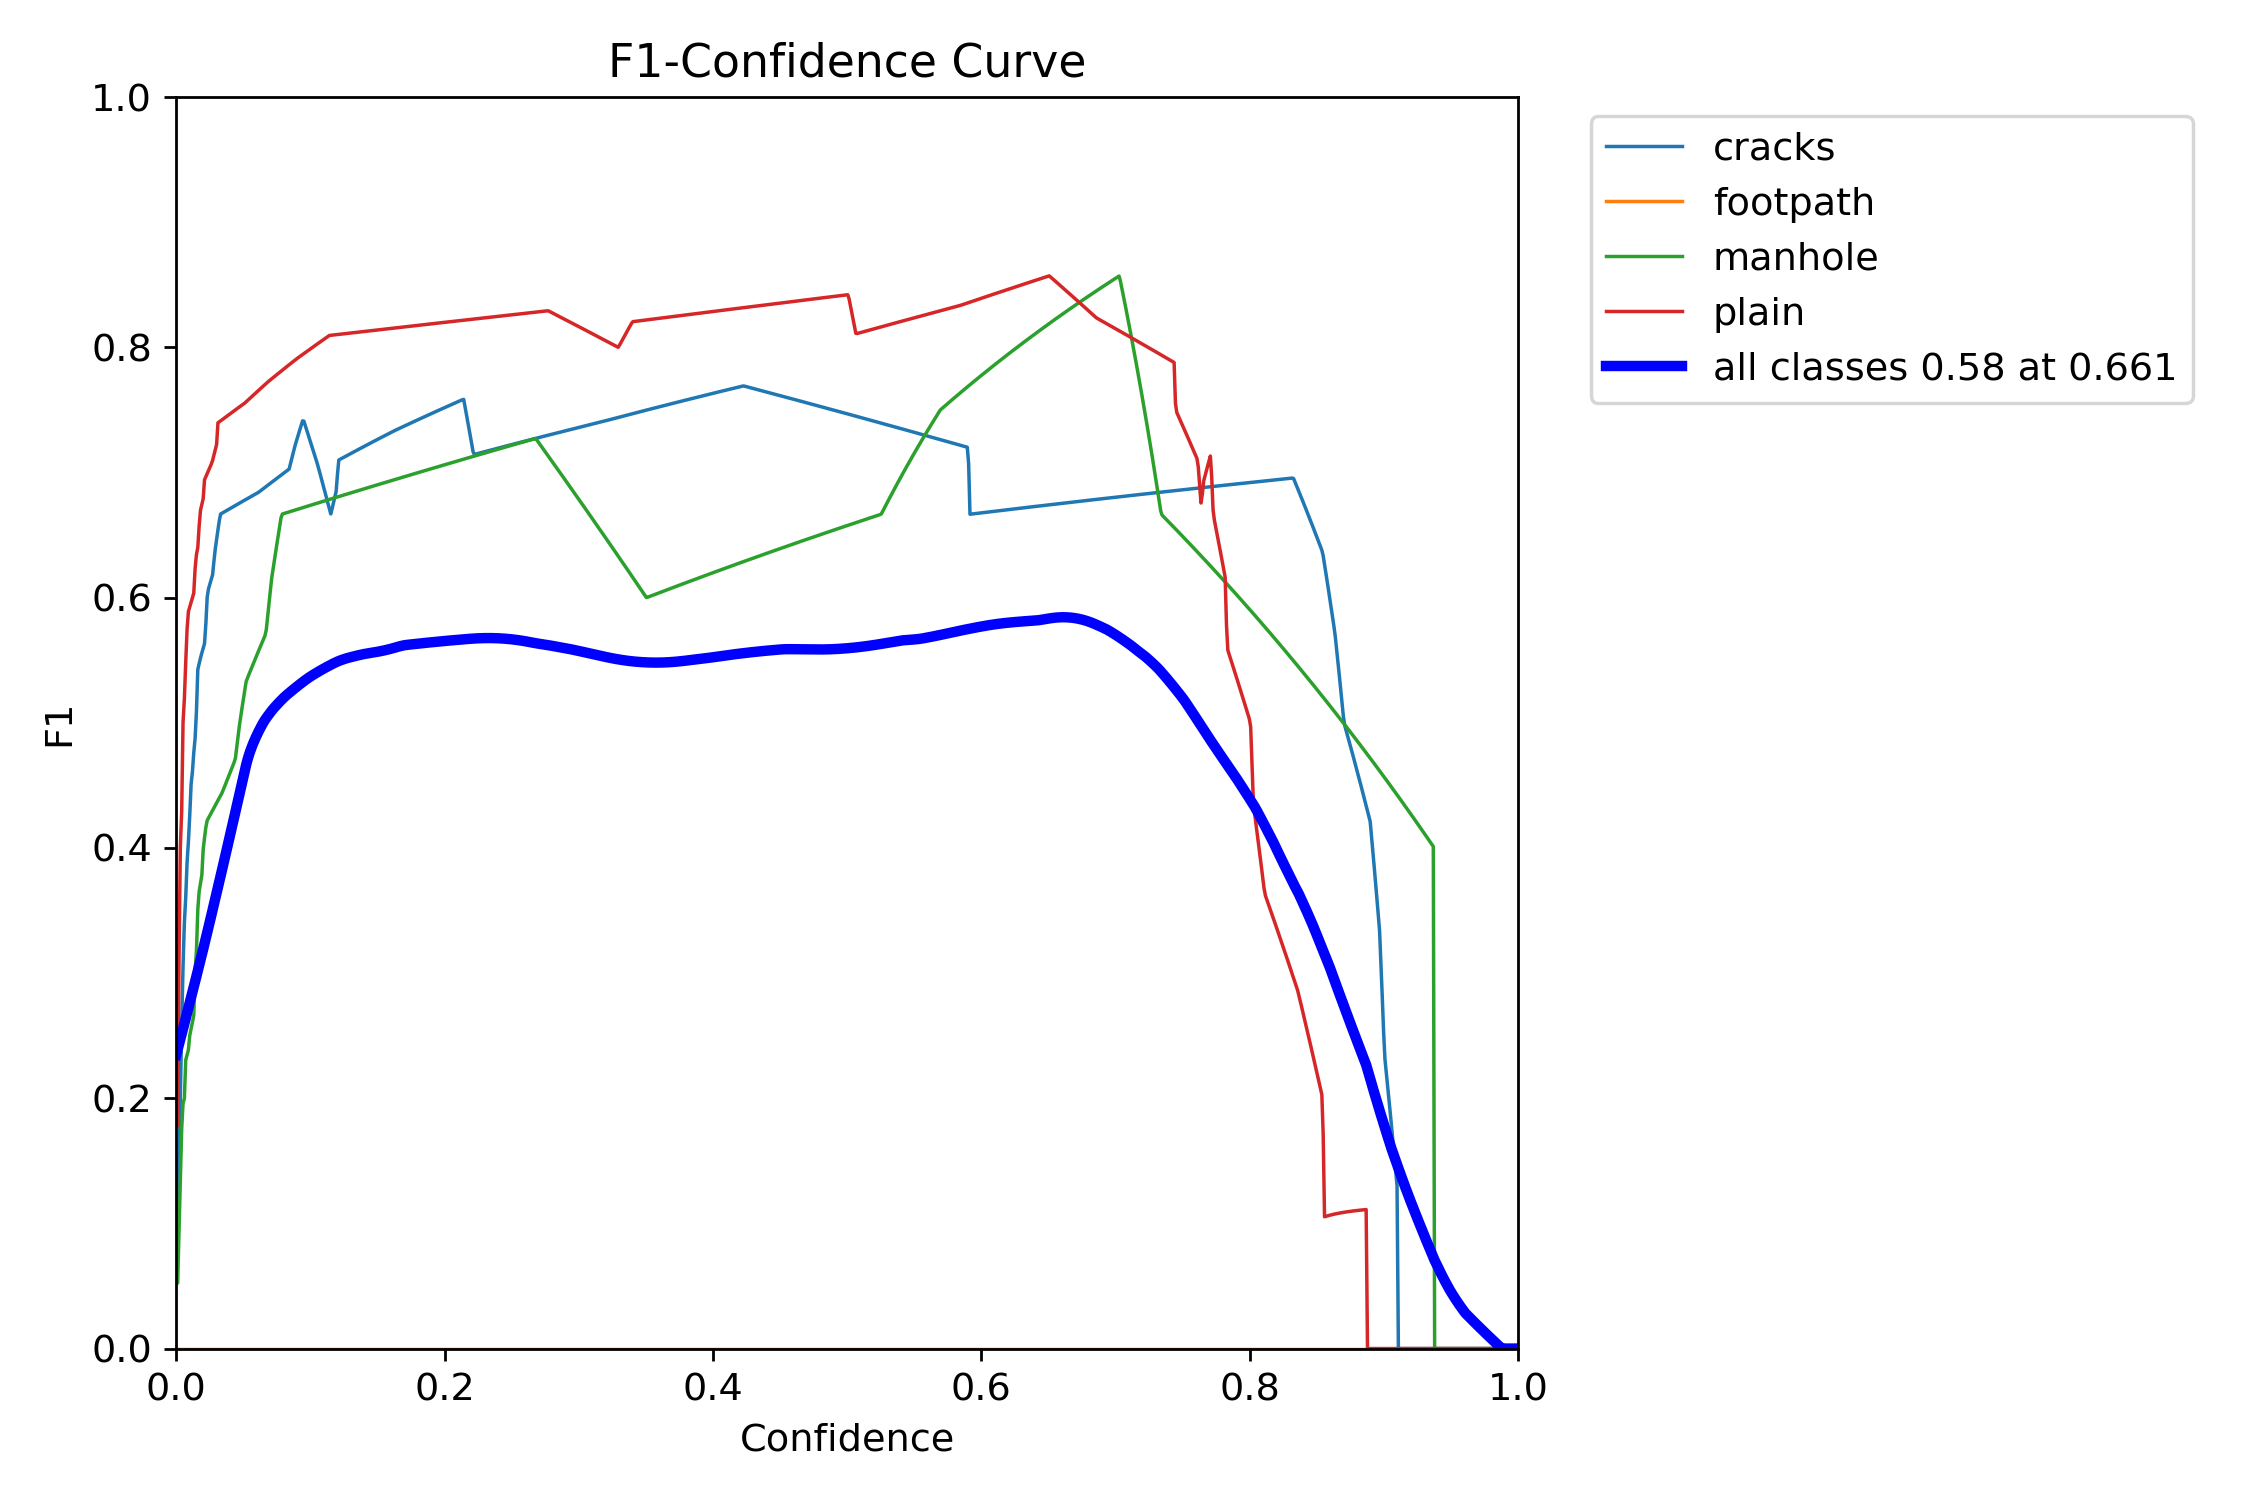 F1-Confidence Curve
1.0
0.8
0.6
0.4
0.2
0.0
F1
0.0 0.2 0.4 0.6 0.8 1.0
Confidence
cracks
footpath
manhole
plain
all classes 0.58 at 0.661